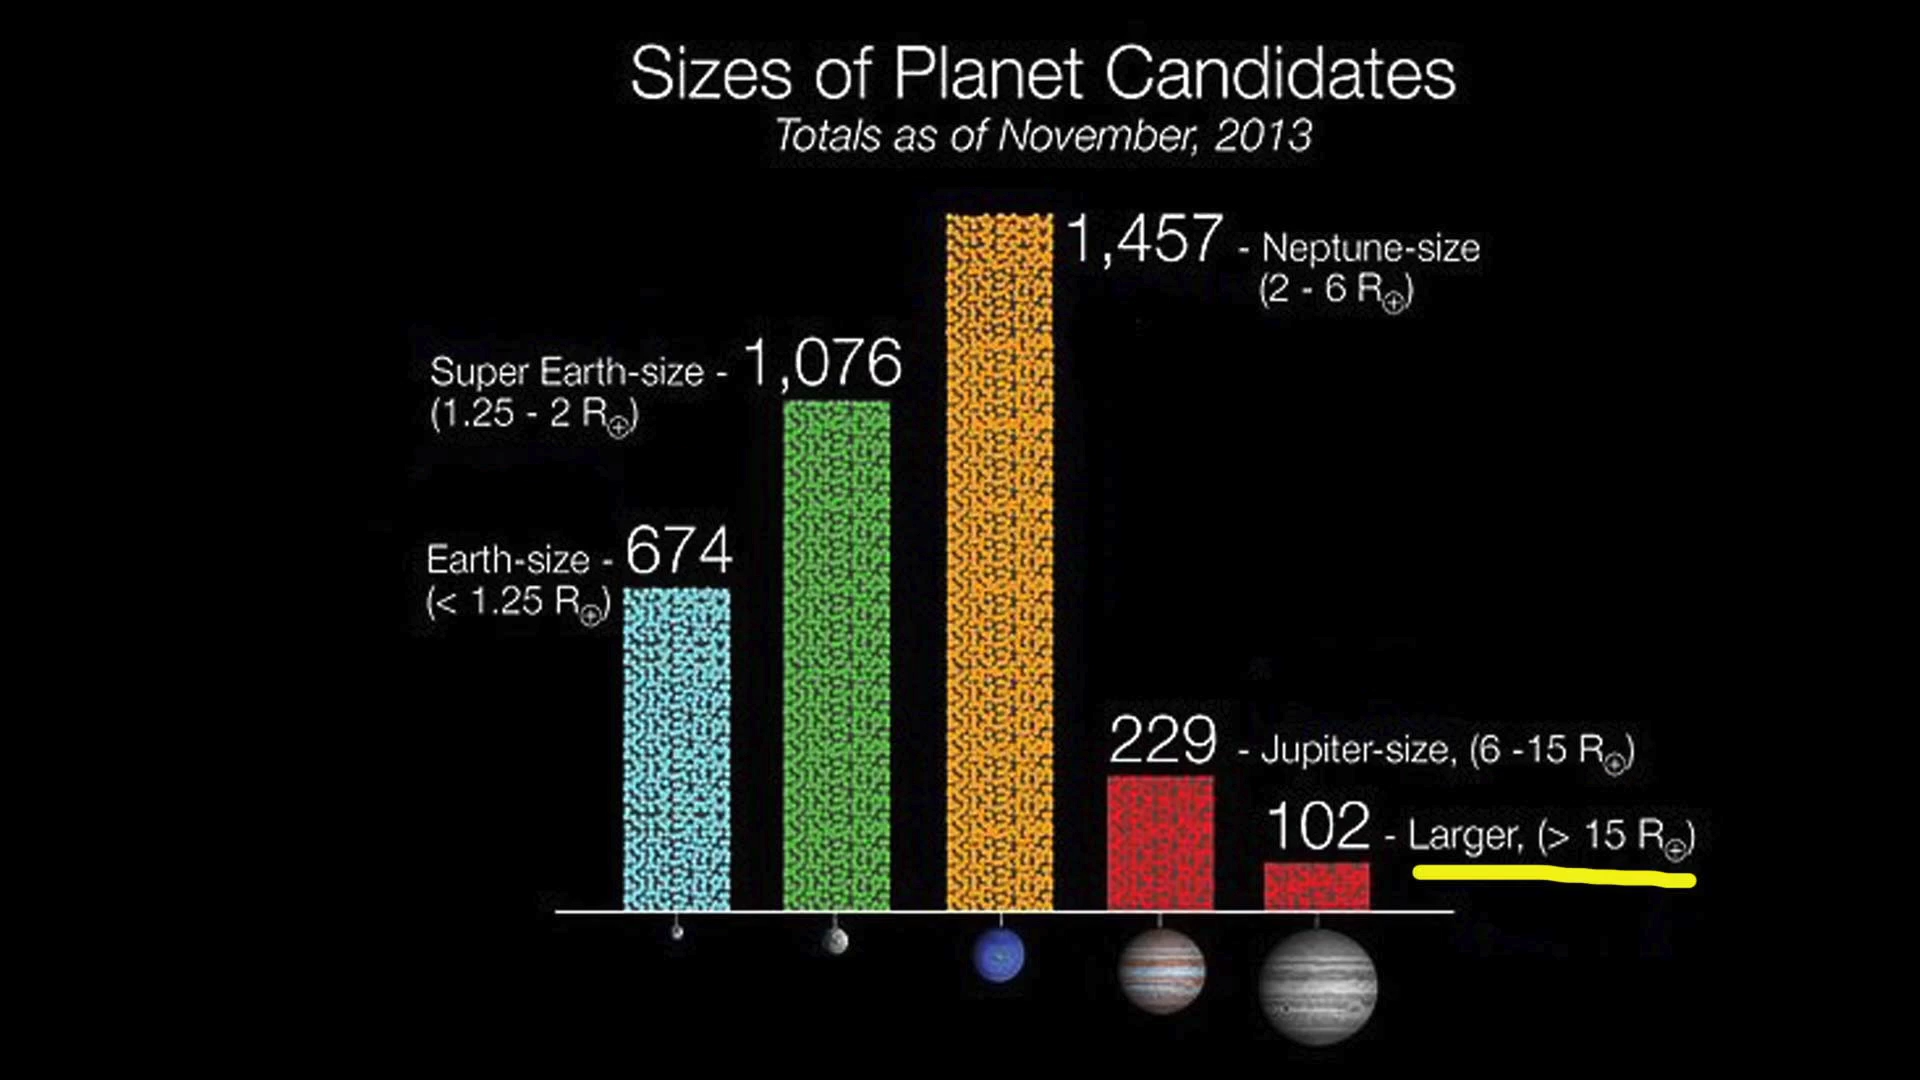 Sizes of Planet Candidates
Totals as of November, 2013
1,457 - Neptune-size
(2 - 6 R⊕)
Super Earth-size - 1,076
(1.25 - 2 R⊕)
Earth-size - 674
(< 1.25 R⊕)
229 - Jupiter-size, (6 -15 R⊕)
102 - Larger, (> 15 R⊕)